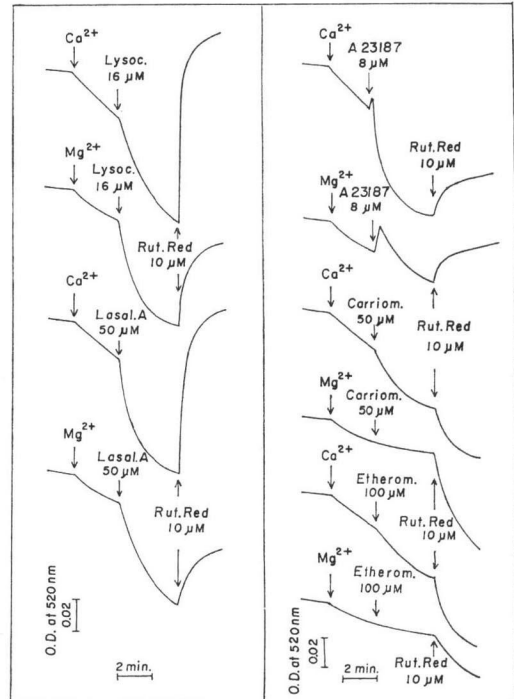 Ca2+
Lysoc.
16 µM
Mg2+
Lysoc.
16 µM
Rut.Red
10 µM
Ca2+
Lasal.A
50 µM
Mg2+
Lasal.A
50 µM
Rut.Red
10 µM
O.D. at 520 nm
0.02
2 min.
Ca2+
A 23187
8 µM
Rut.Red
10 µM
Mg2+
A 23187
8 µM
Ca2+
Carriom.
50 µM
Rut.Red
10 µM
Mg2+
Carriom.
50 µM
Ca2+
Etherom.
100 µM
Rut.Red
10 µM
Mg2+
Etherom.
100 µM
O.D. at 520nm
0.02
2 min.
Rut.Red
10 µM